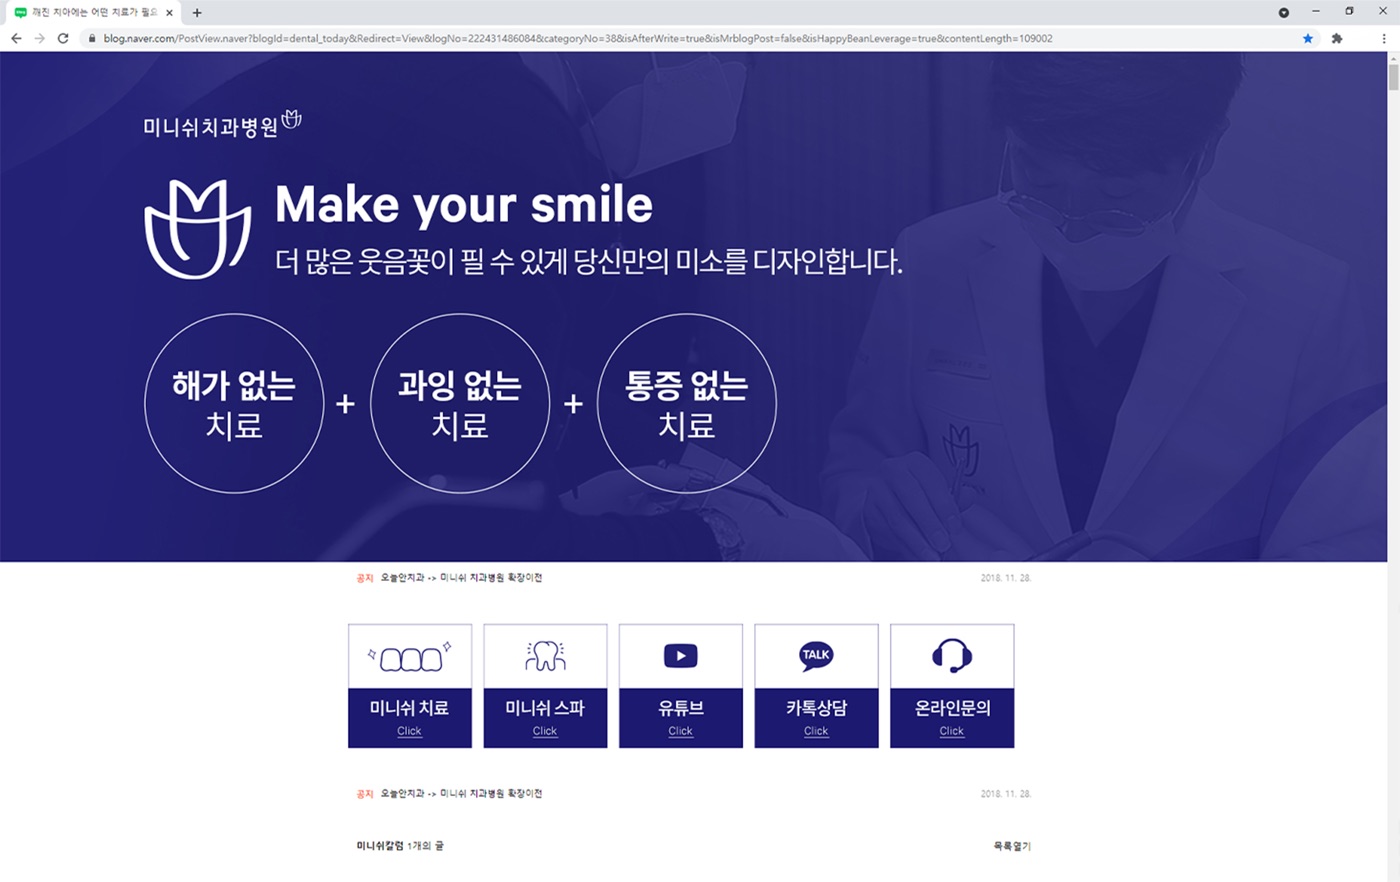 깨진 치아에는 어떤 치료가 필요
blog.naver.com/PostView.naver?blogId=dental_today&Redirect=View&logNo=222431486084&categoryNo=38&isAfterWrite=true&isMrblogPost=false&isHappyBeanLeverage=true&contentLength=109002
미니쉬치과병원
Make your smile
더 많은 웃음꽃이 필 수 있게 당신만의 미소를 디자인합니다.
해가 없는
치료
+
과잉 없는
치료
+
통증 없는
치료
공지 오늘안치과 -> 미니쉬 치과병원 확장이전 2018. 11. 28.
TALK
미니쉬 치료 미니쉬 스파 유튜브 카톡상담 온라인문의
Click Click Click Click Click
공지 오늘안치과 -> 미니쉬 치과병원 확장이전 2018. 11. 28.
미니쉬칼럼 1개의 글 목록열기